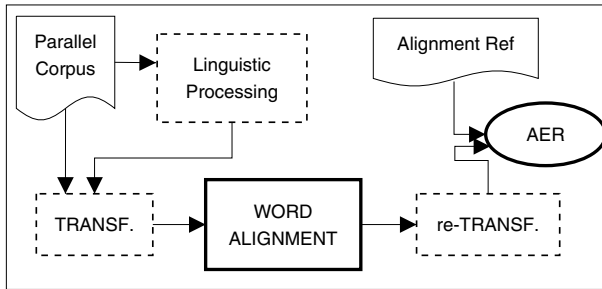 Parallel
Corpus
Linguistic
Processing
Alignment Ref
AER
TRANSF.
WORD
ALIGNMENT
re-TRANSF.